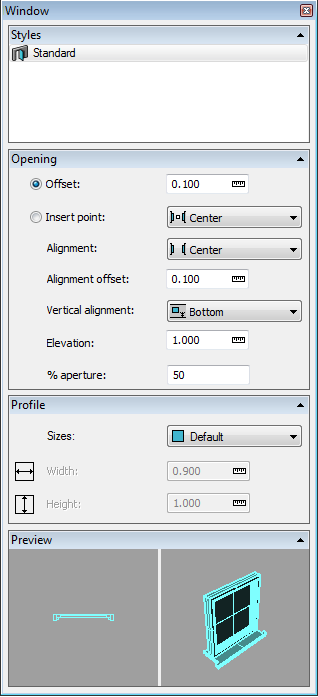 Window
Styles
Standard
Opening
Offset: 0.100
Insert point: Center
Alignment: Center
Alignment offset: 0.100
Vertical alignment: Bottom
Elevation: 1.000
% aperture: 50
Profile
Sizes: Default
Width: 0.900
Height: 1.000
Preview